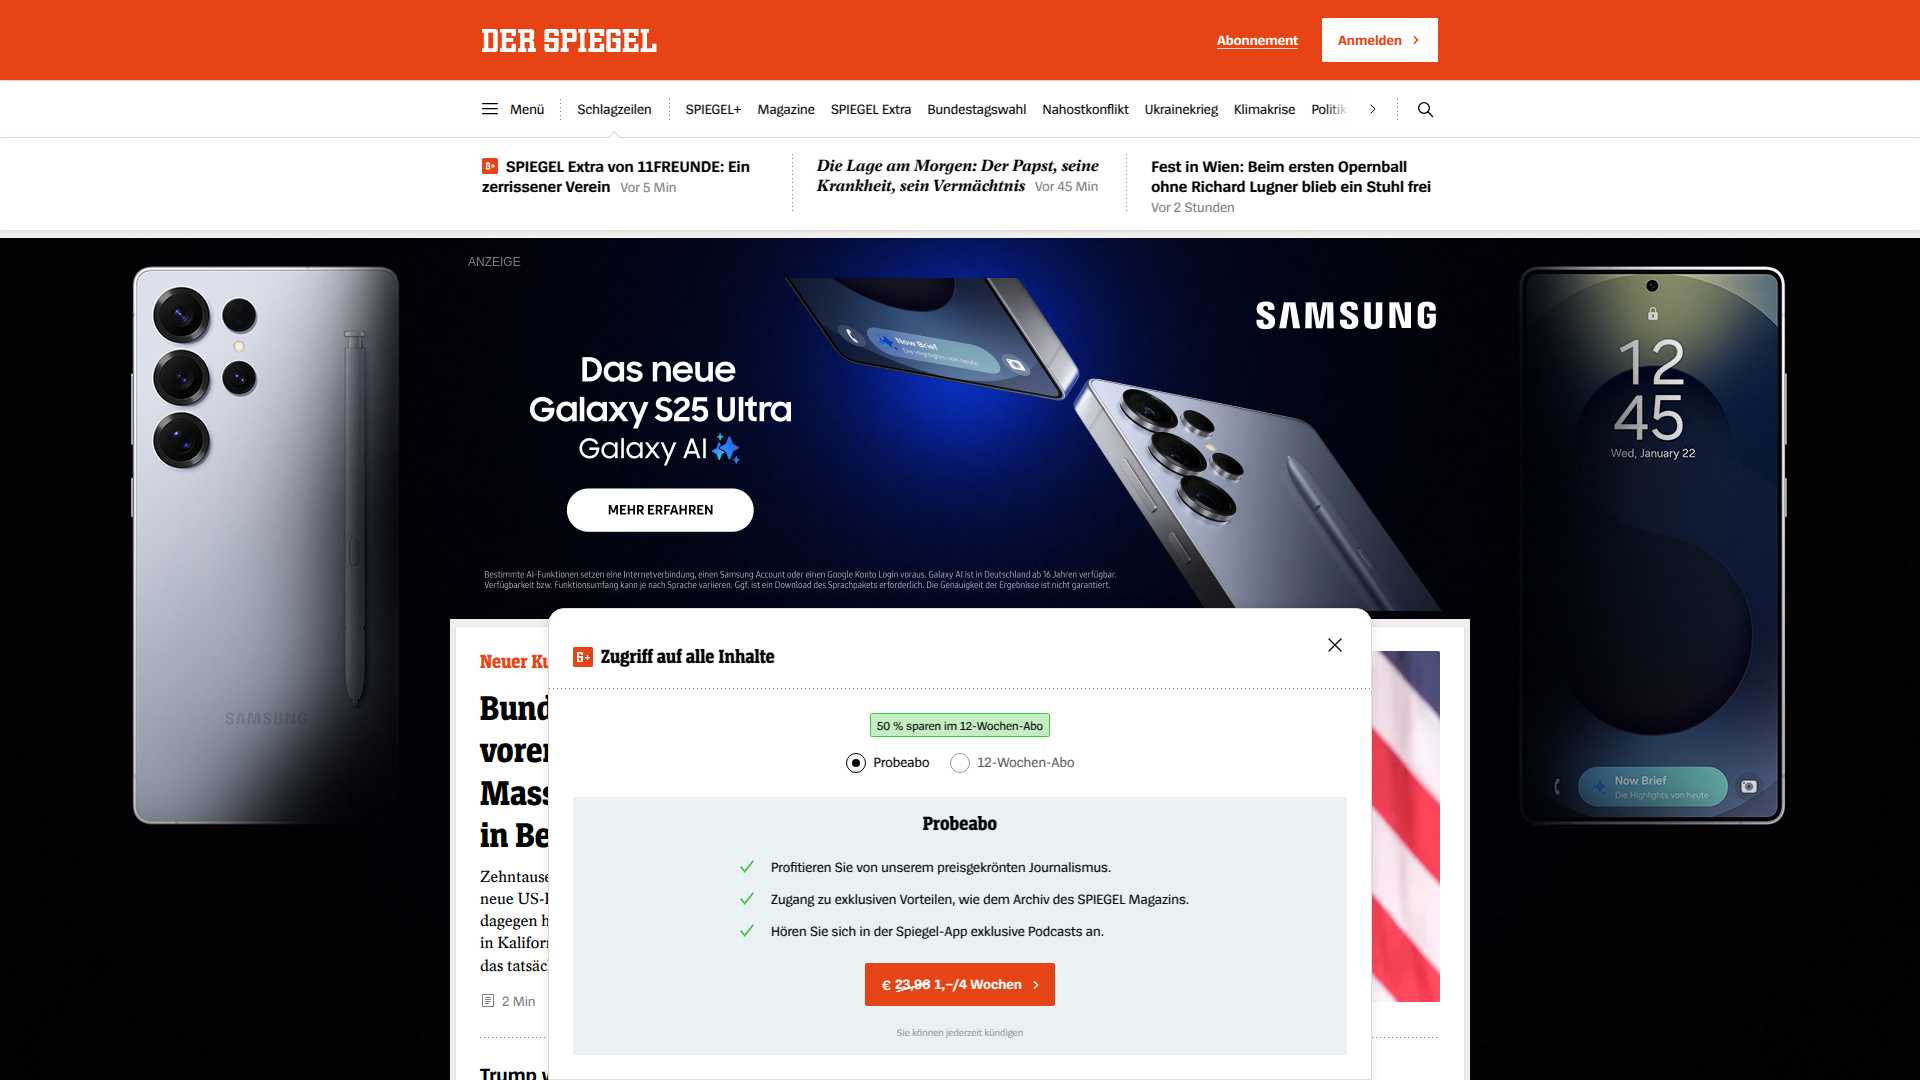 DER SPIEGEL
Abonnement
Anmelden
Menü
Schlagzeilen
SPIEGEL+
Magazine
SPIEGEL Extra
Bundestagswahl
Nahostkonflikt
Ukrainekrieg
Klimakrise
Politik
SPIEGEL Extra von 11FREUNDE: Ein
zerrissener Verein Vor 5 Min
Die Lage am Morgen: Der Papst, seine
Krankheit, sein Vermächtnis Vor 45 Min
Fest in Wien: Beim ersten Opernball
ohne Richard Lugner blieb ein Stuhl frei
Vor 2 Stunden
ANZEIGE
SAMSUNG
Now Brief
Die Highlights von heute
Das neue
Galaxy S25 Ultra
Galaxy AI
MEHR ERFAHREN
Bestimmte AI-Funktionen setzen eine Internetverbindung, einen Samsung Account oder einen Google Konto Login voraus. Galaxy AI ist in Deutschland ab 16 Jahren verfügbar.
Verfügbarkeit bzw. Funktionsumfang kann je nach Sprache variieren. Ggf. ist ein Download des Sprachpakets erforderlich. Die Genauigkeit der Ergebnisse ist nicht garantiert.
SAMSUNG
12
45
Wed, January 22
Now Brief
Die Highlights von heute
Neuer Ku
Bund
vorer
Mass
in Be
Zehntause
neue US-
dagegen h
in Kalifor
das tatsäc
2 Min
Trump
Zugriff auf alle Inhalte
50 % sparen im 12-Wochen-Abo
Probeabo
12-Wochen-Abo
Probeabo
Profitieren Sie von unserem preisgekrönten Journalismus.
Zugang zu exklusiven Vorteilen, wie dem Archiv des SPIEGEL Magazins.
Hören Sie sich in der Spiegel-App exklusive Podcasts an.
€ 23,96 1,–/4 Wochen
Sie können jederzeit kündigen